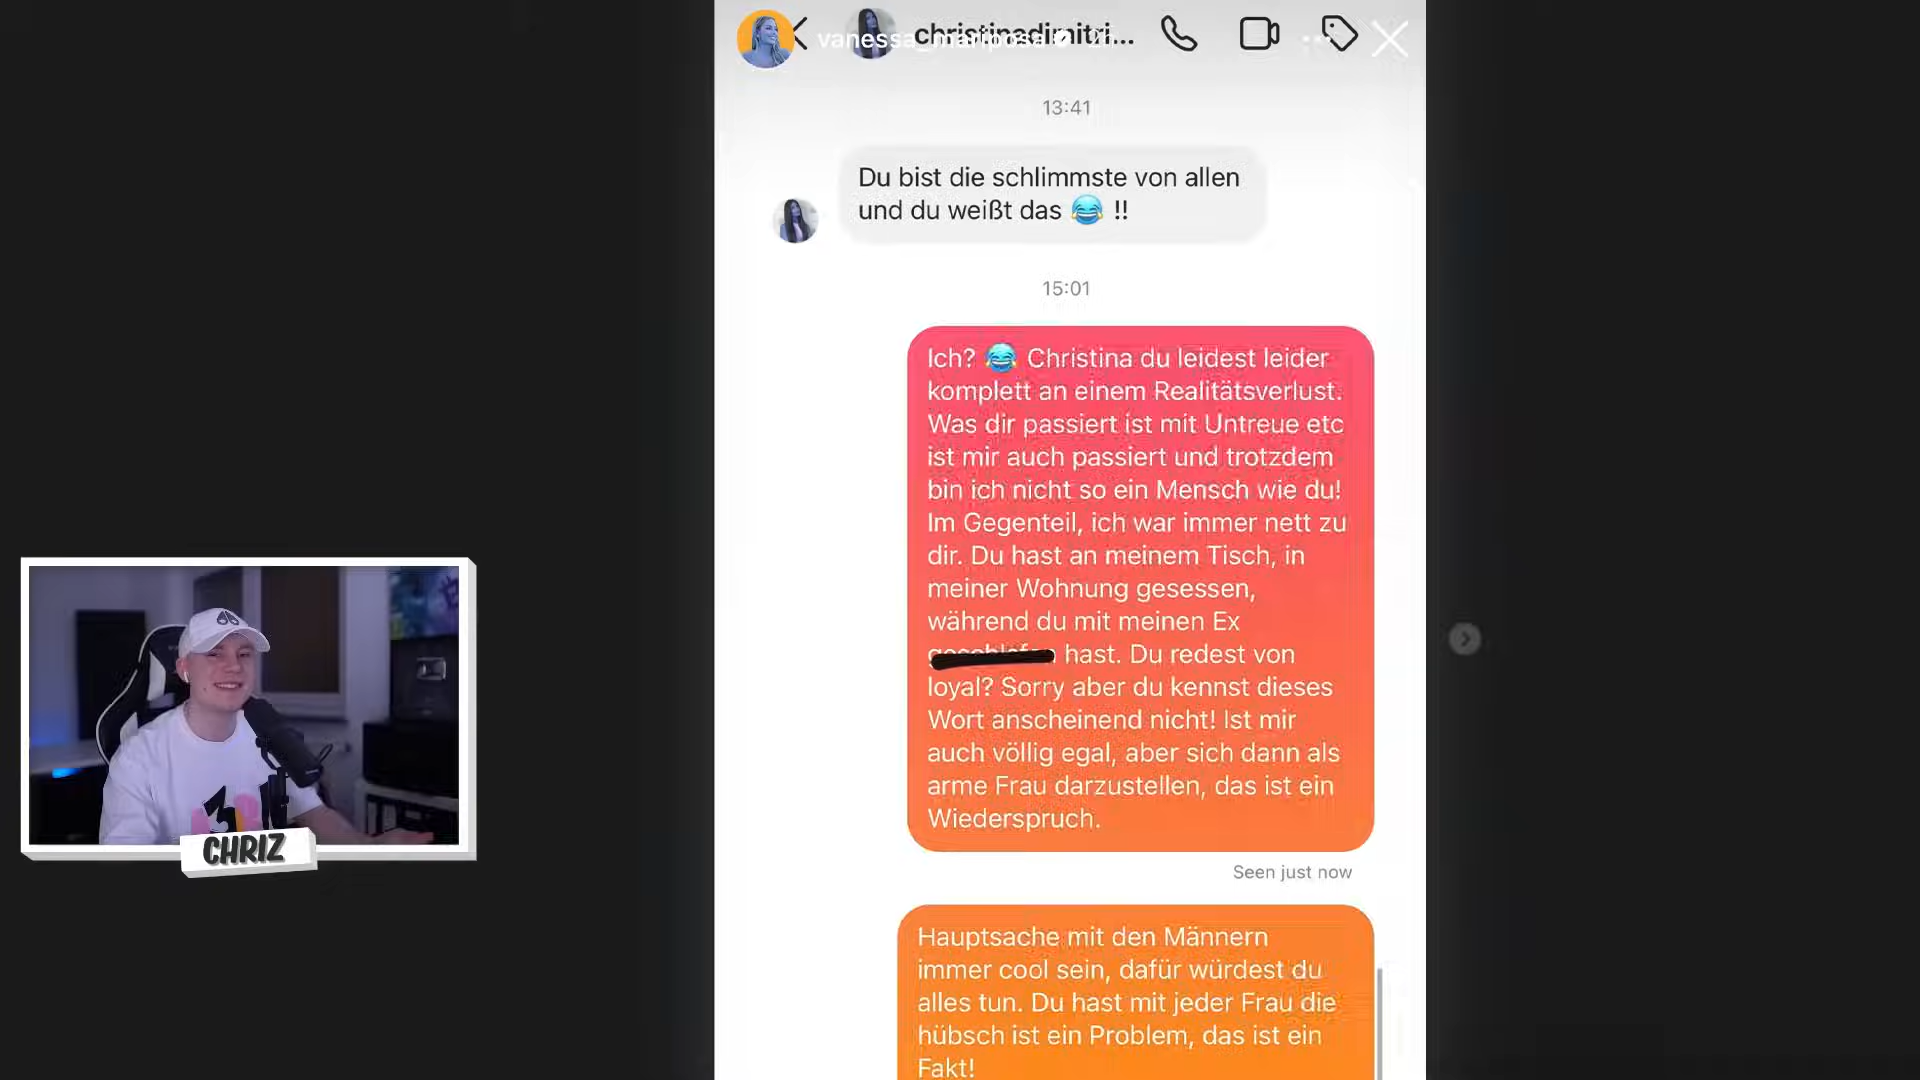 vanessa_mariposa 2h
christinadimitri...
13:41
Du bist die schlimmste von allen
und du weißt das 😂 !!
15:01
Ich? 😂 Christina du leidest leider
komplett an einem Realitätsverlust.
Was dir passiert ist mit Untreue etc
ist mir auch passiert und trotzdem
bin ich nicht so ein Mensch wie du!
Im Gegenteil, ich war immer nett zu
dir. Du hast an meinem Tisch, in
meiner Wohnung gesessen,
während du mit meinen Ex
hast. Du redest von
loyal? Sorry aber du kennst dieses
Wort anscheinend nicht! Ist mir
auch völlig egal, aber sich dann als
arme Frau darzustellen, das ist ein
Wiederspruch.
Seen just now
Hauptsache mit den Männern
immer cool sein, dafür würdest du
alles tun. Du hast mit jeder Frau die
hübsch ist ein Problem, das ist ein
Fakt!
CHRIZ